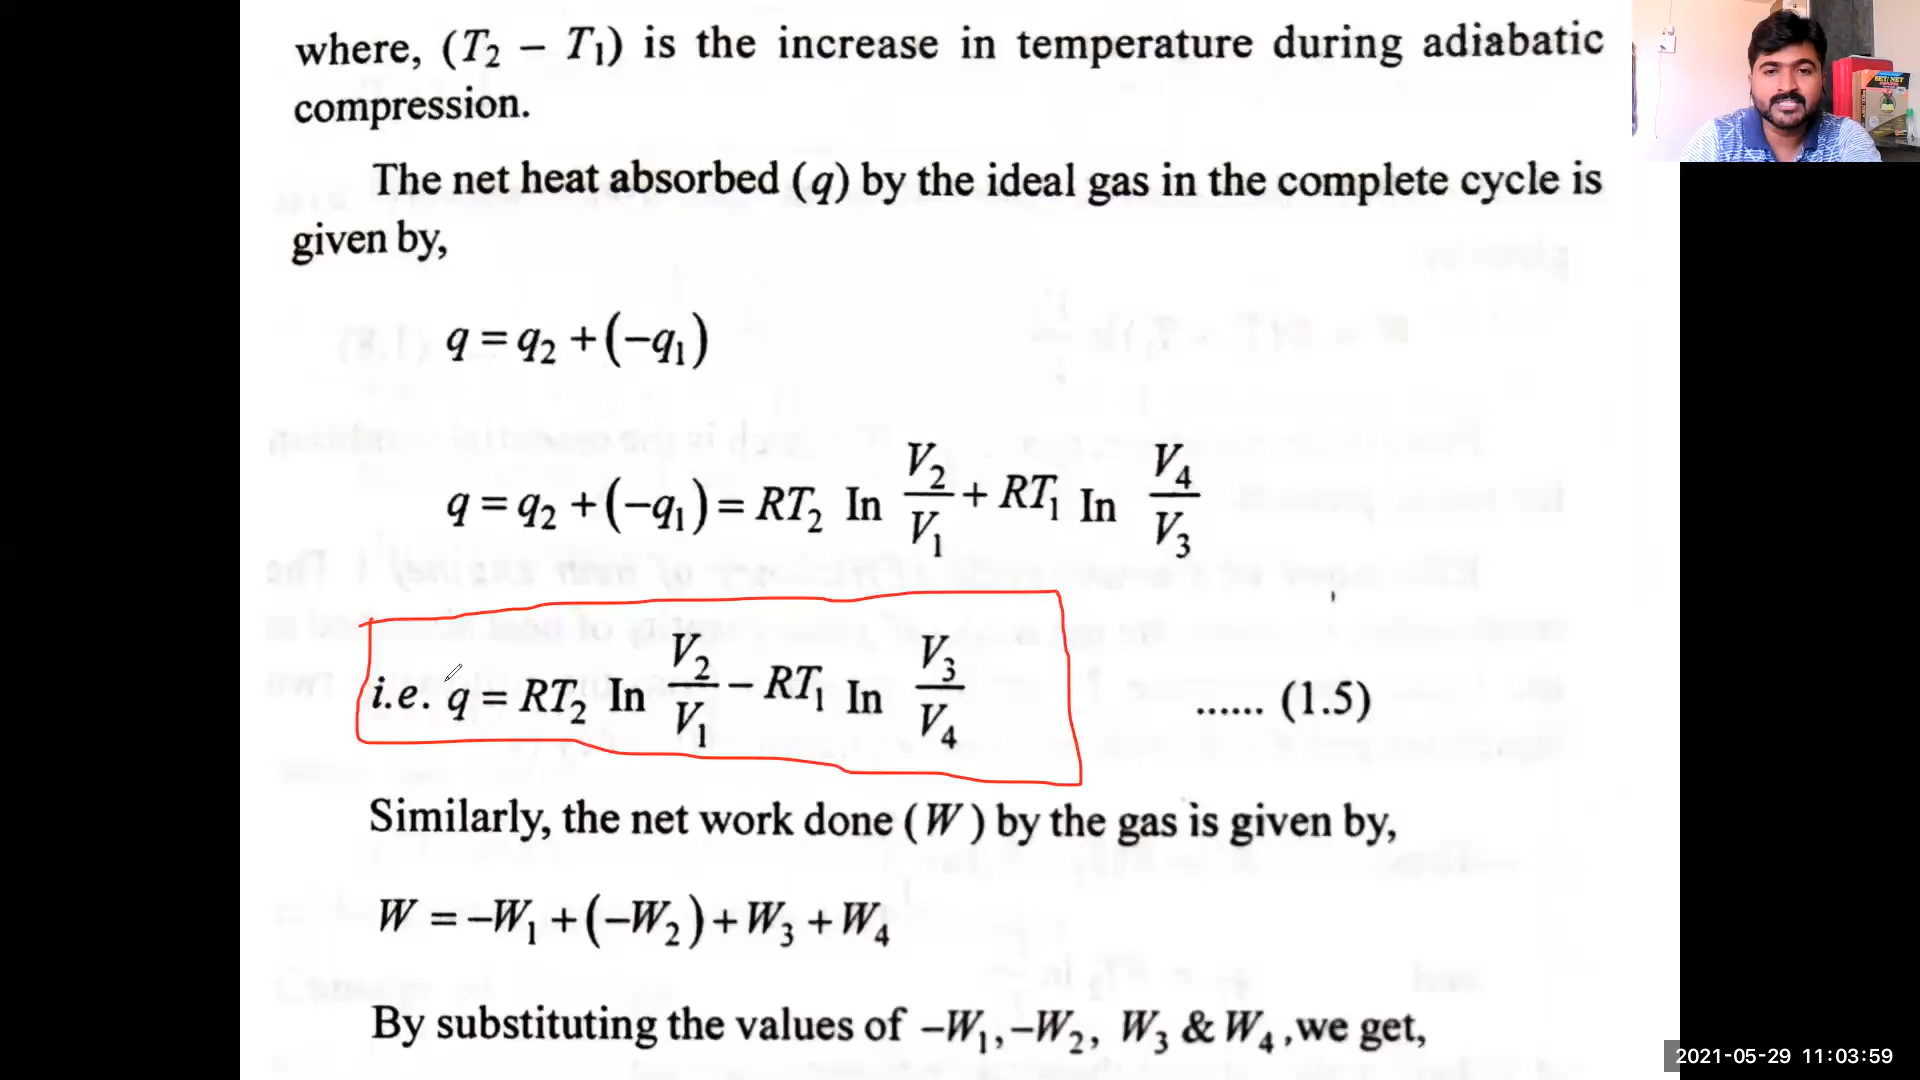 where, (T₂ − T₁) is the increase in temperature during adiabatic
compression.
The net heat absorbed (q) by the ideal gas in the complete cycle is
given by,
q = q₂ + (−q₁)
q = q₂ + (−q₁) = RT₂ In V₂/V₁ + RT₁ In V₄/V₃
i.e. q = RT₂ In V₂/V₁ − RT₁ In V₃/V₄ ...... (1.5)
Similarly, the net work done (W) by the gas is given by,
W = −W₁ + (−W₂) + W₃ + W₄
By substituting the values of −W₁, −W₂, W₃ & W₄, we get,
2021-05-29 11:03:59